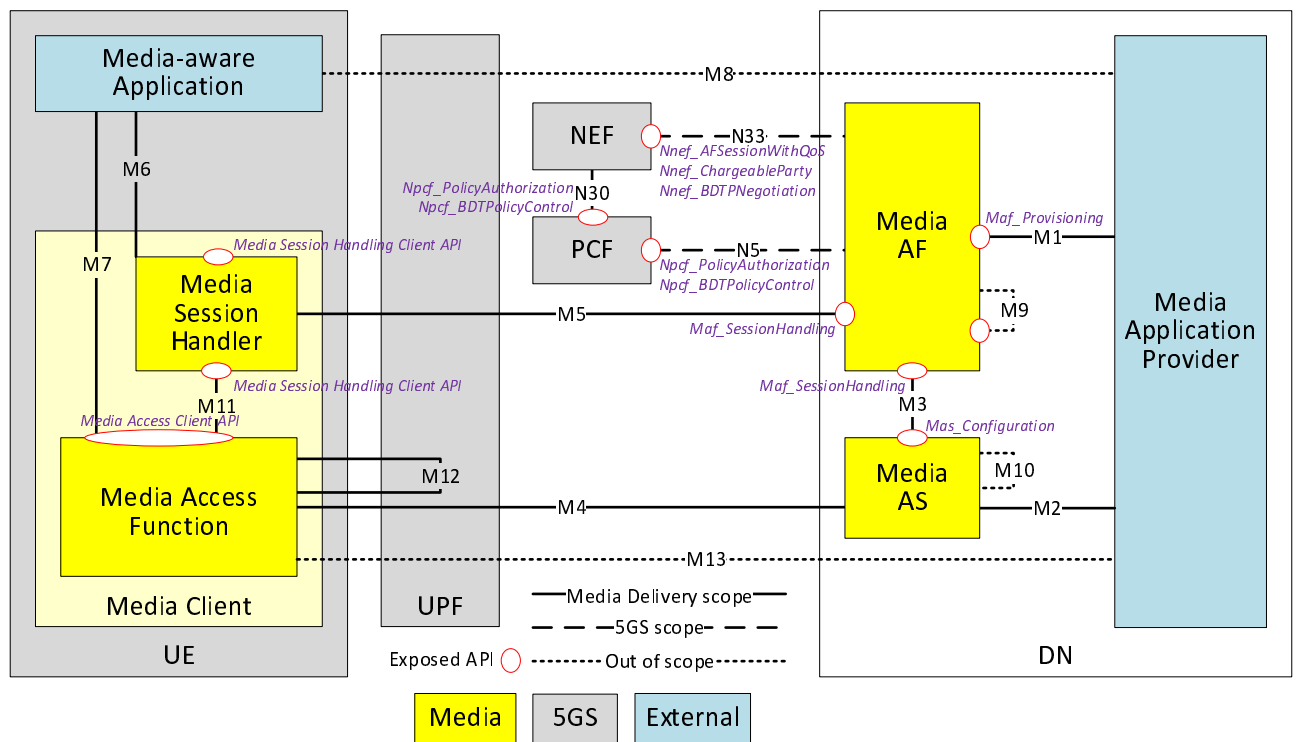 Media-aware
Application
M8
M6
M7
NEF
N33
Nnef_AFSessionWithQoS
Nnef_ChargeableParty
Nnef_BDTPNegotiation
Npcf_PolicyAuthorization
Npcf_BDTPolicyControl
N30
PCF
N5
Npcf_PolicyAuthorization
Npcf_BDTPolicyControl
Media
AF
Maf_Provisioning
M1
M9
Media
Application
Provider
Media Session Handling Client API
Media
Session
Handler
M5
Maf_SessionHandling
Maf_SessionHandling
M3
Mas_Configuration
Media Session Handling Client API
M11
Media Access Client API
Media Access
Function
M12
M4
Media
AS
M10
M2
M13
Media Client
UPF
UE
DN
Media Delivery scope
5GS scope
Exposed API
Out of scope
Media
5GS
External